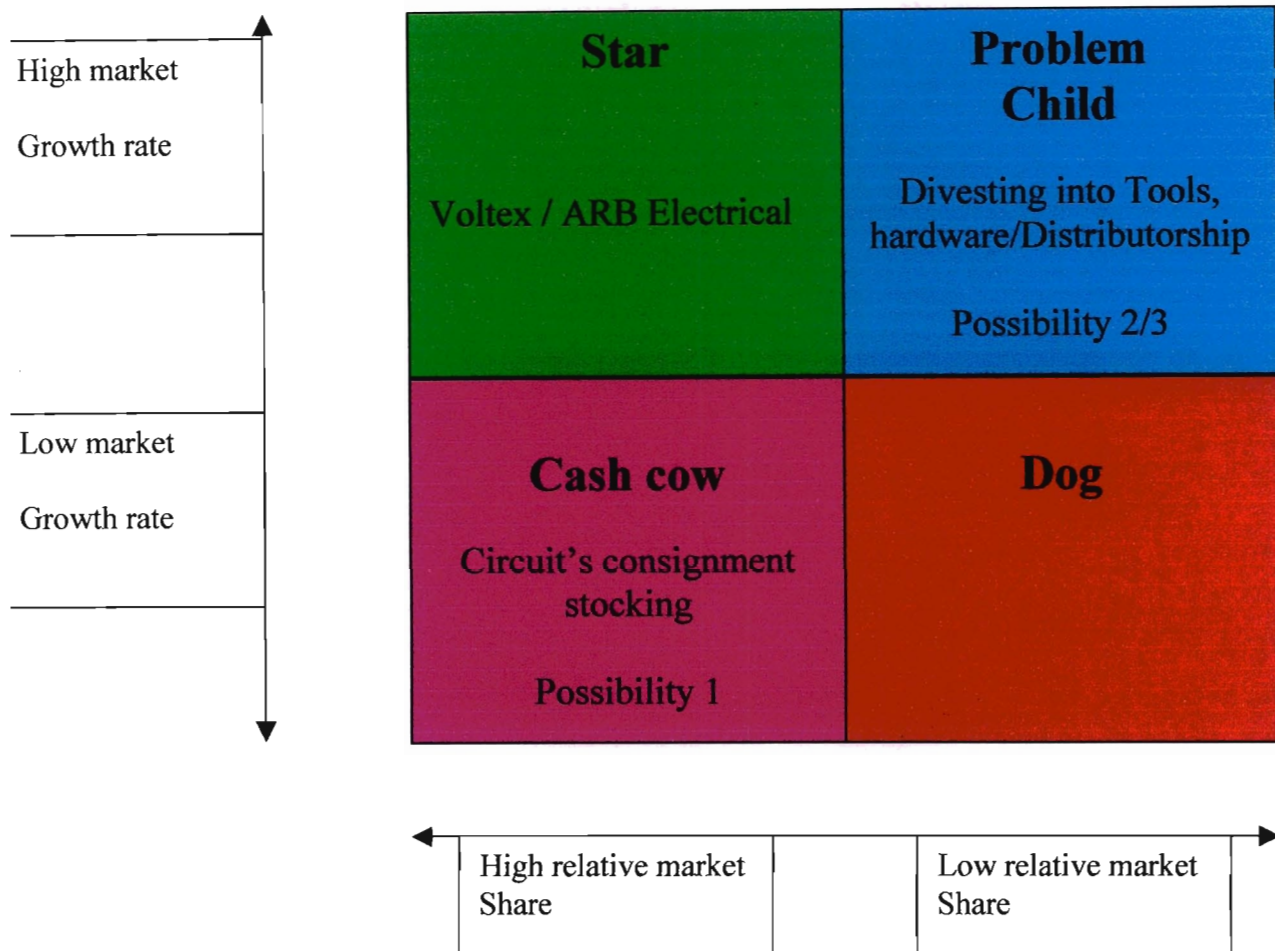 High market
Growth rate
Star
Voltex / ARB Electrical
Problem
Child
Divesting into Tools,
hardware/Distributorship
Possibility 2/3
Low market
Growth rate
Cash cow
Circuit's consignment
stocking
Possibility 1
Dog
High relative market
Share
Low relative market
Share